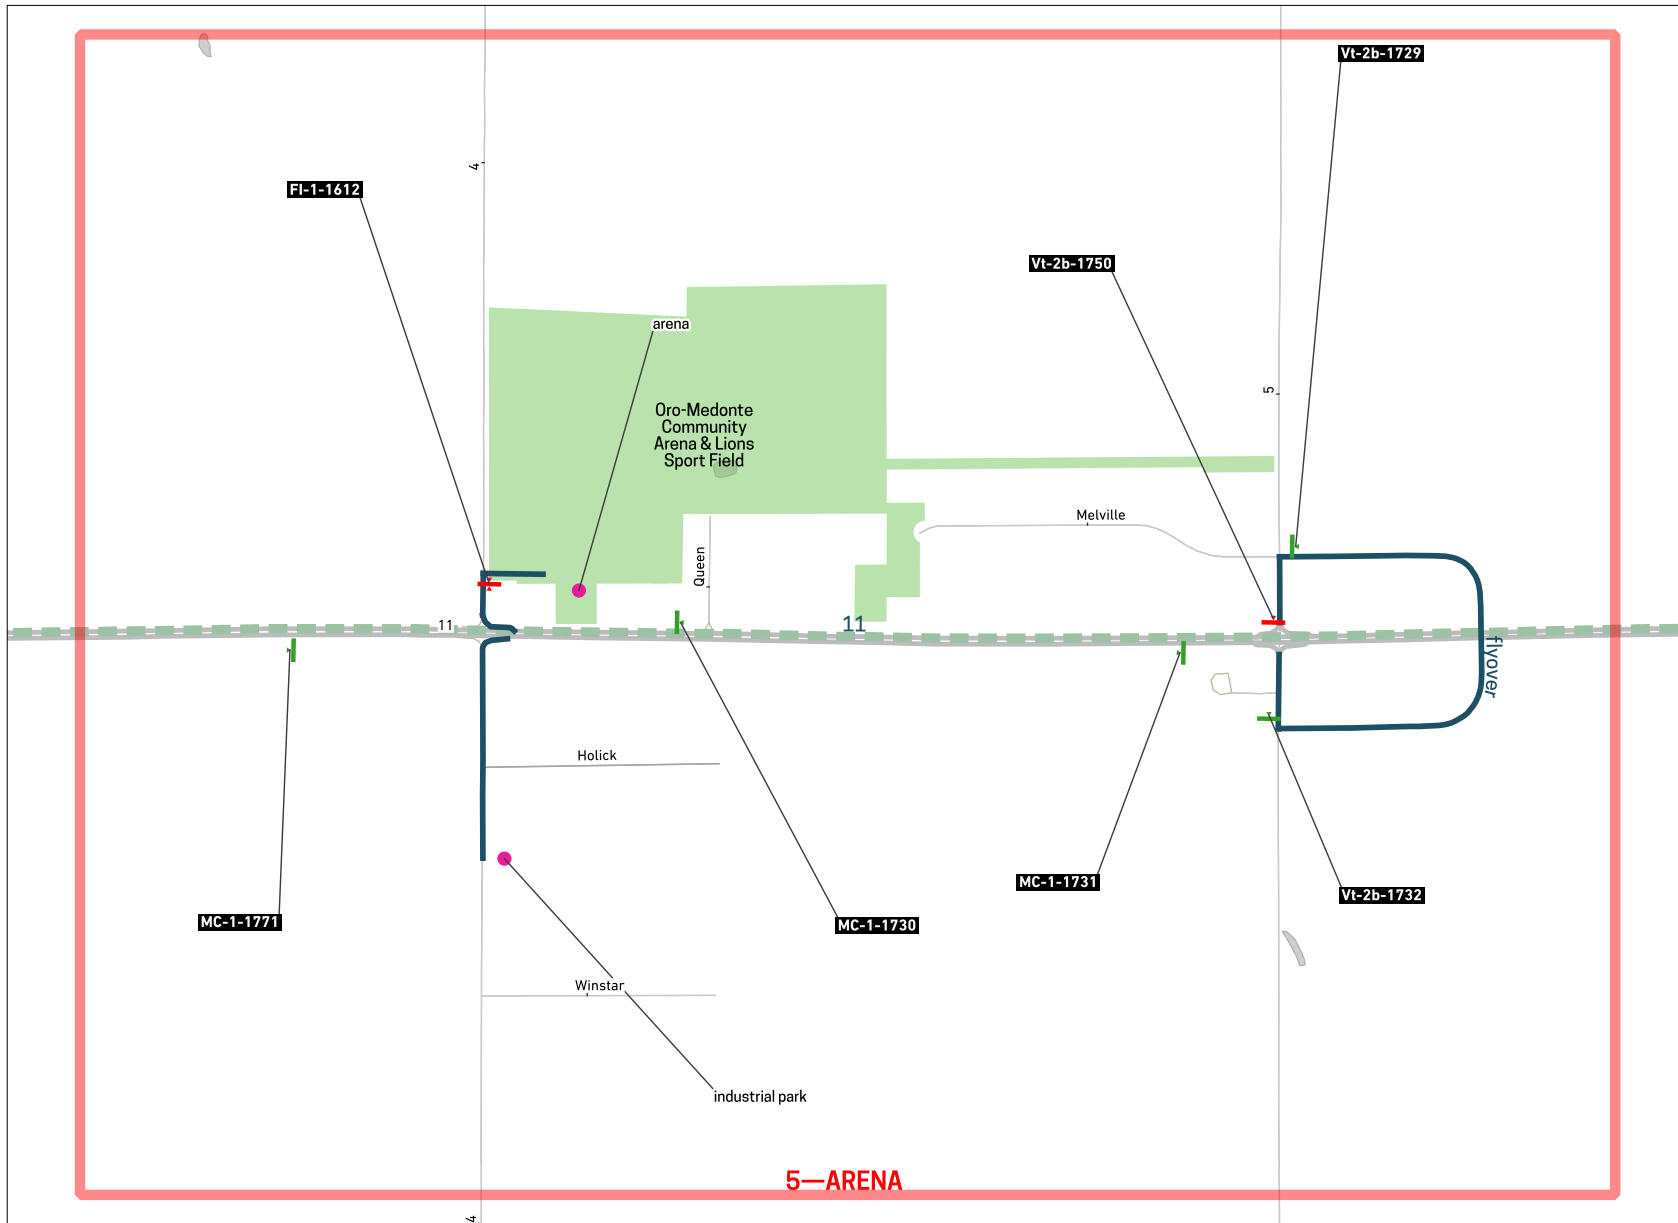 Vt-2b-1729
4
FI-1-1612
Vt-2b-1750
arena
5
Oro-Medonte
Community
Arena & Lions
Sport Field
Melville
Queen
11
11
flyover
Holick
MC-1-1731
Vt-2b-1732
MC-1-1771
MC-1-1730
Winstar
industrial park
5—ARENA
4